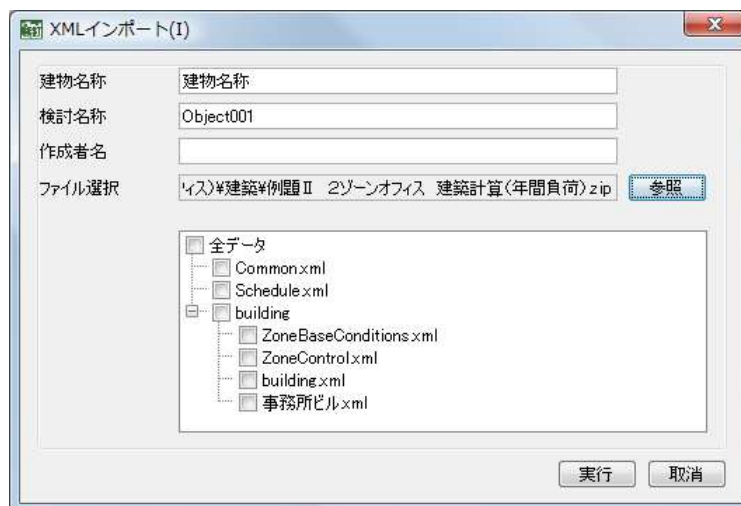 XMLインポート(I)
建物名称 建物名称
検討名称 Object001
作成者名
ファイル選択 ィス)¥建築¥例題Ⅱ 2ゾーンオフィス 建築計算(年間負荷).zip 参照
全データ
Common.xml
Schedule.xml
building
ZoneBaseConditions.xml
ZoneControl.xml
building.xml
事務所ビル.xml
実行 取消